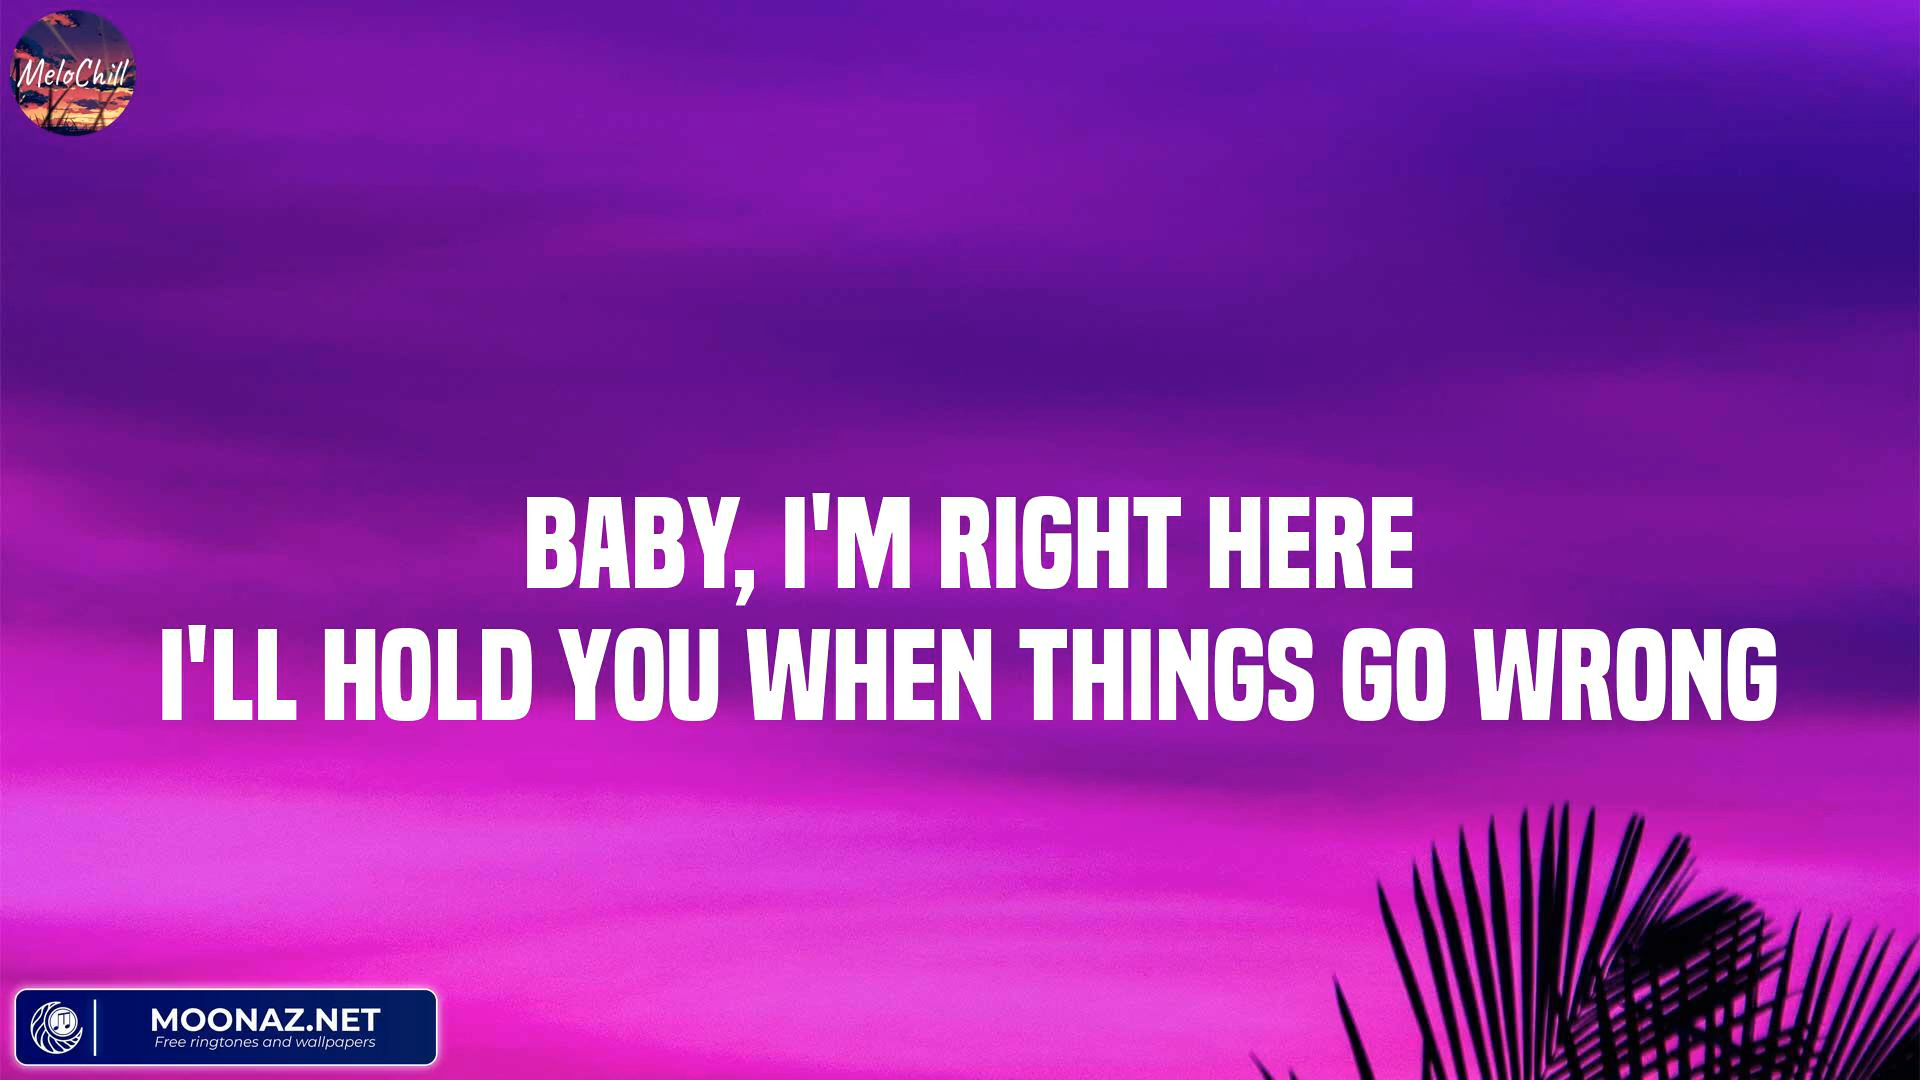 MeloChill
BABY, I'M RIGHT HERE
I'LL HOLD YOU WHEN THINGS GO WRONG
MOONAZ.NET
Free ringtones and wallpapers